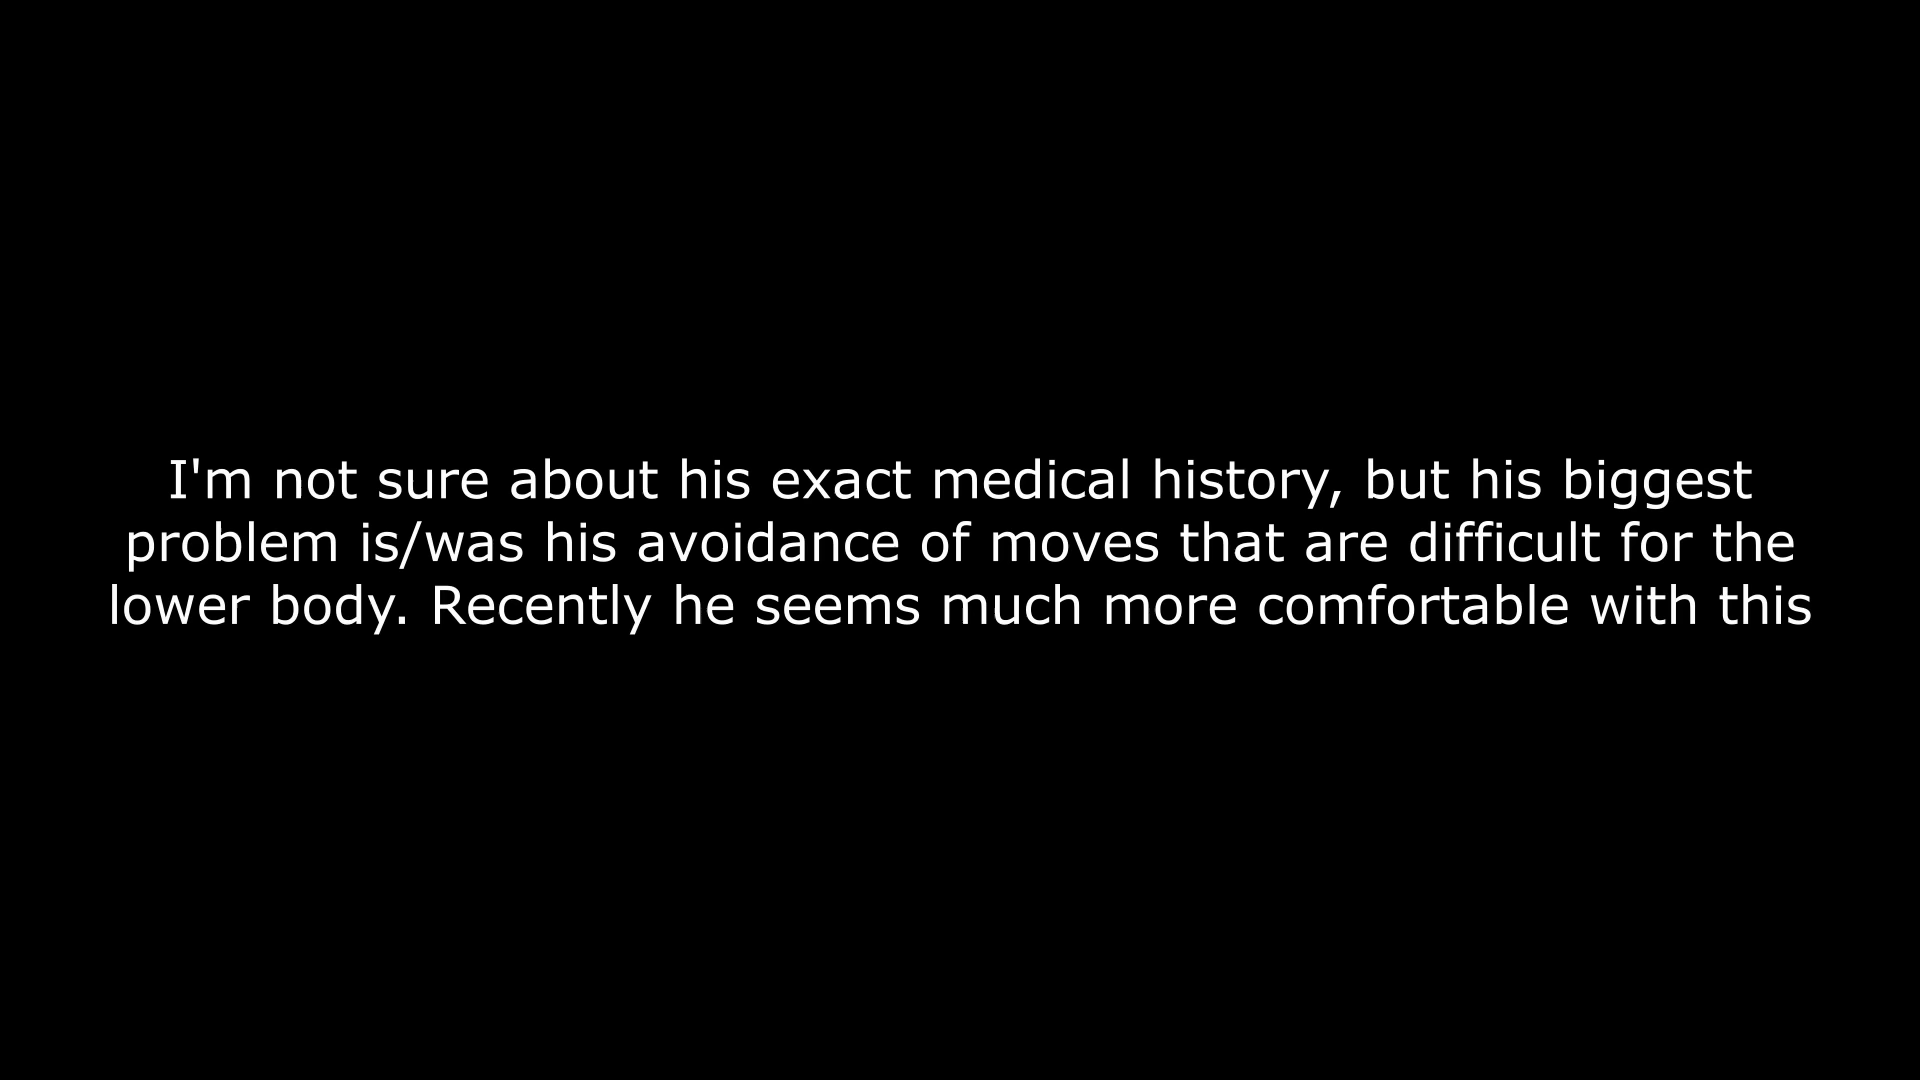 I'm not sure about his exact medical history, but his biggest
problem is/was his avoidance of moves that are difficult for the
lower body. Recently he seems much more comfortable with this